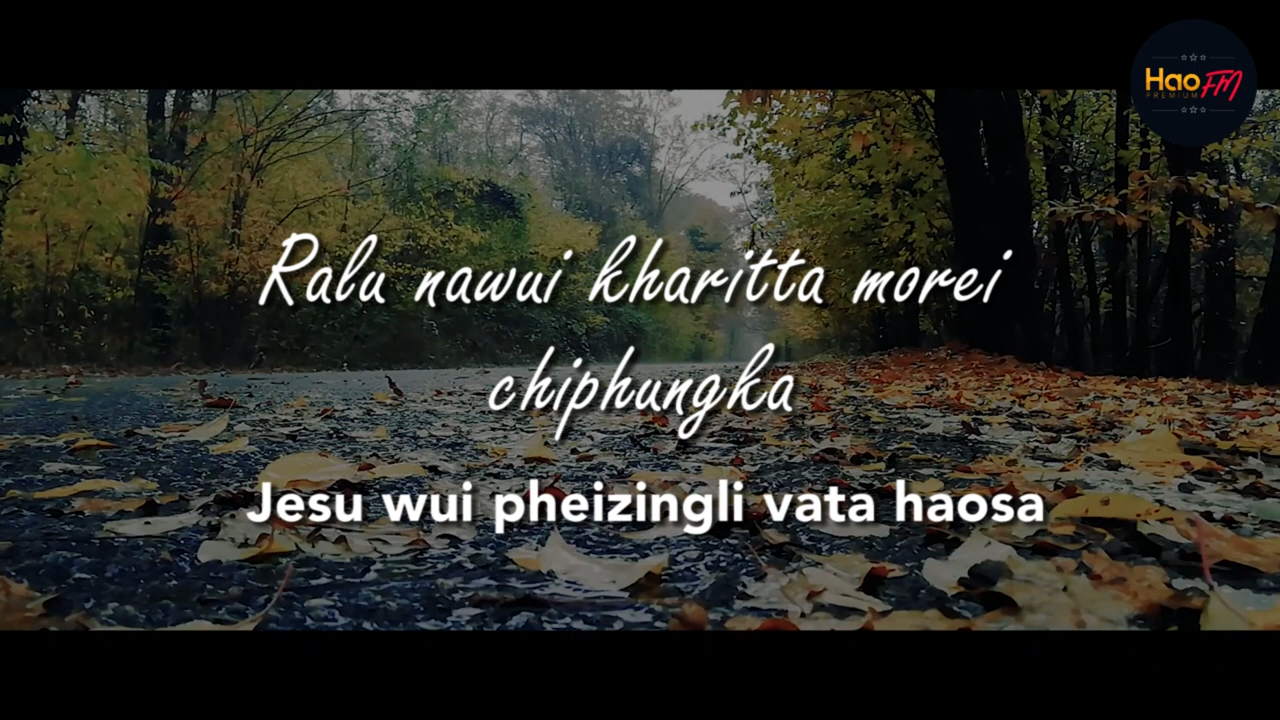 Hao FM
PREMIUM
Ralu nawui kharitta morei
chiphungka
Jesu wui pheizingli vata haosa